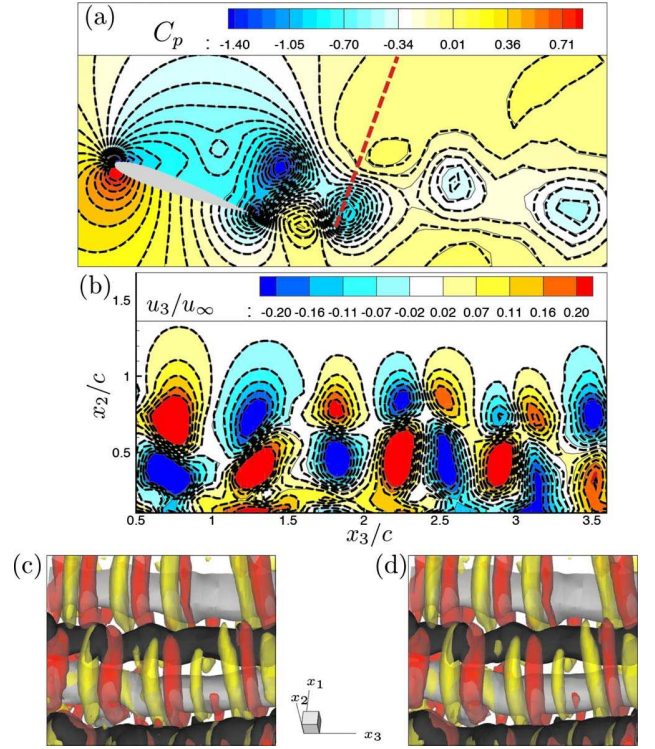 (a)
C_p : -1.40 -1.05 -0.70 -0.34 0.01 0.36 0.71
(b)
u_3/u_∞ : -0.20 -0.16 -0.11 -0.07 -0.02 0.02 0.07 0.11 0.16 0.20
1.5
1
0.5
x_2/c
0.5 1 1.5 2 2.5 3 3.5
x_3/c
(c)
(d)
x_1
x_2
x_3